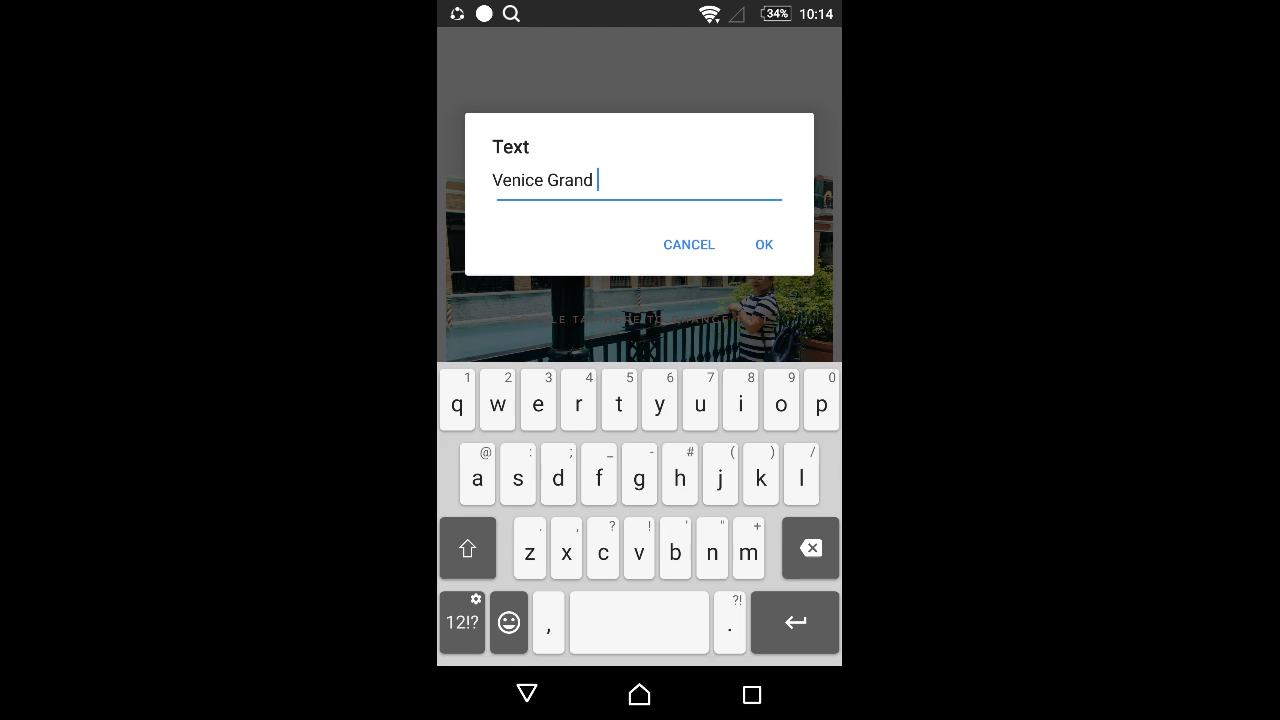 34% 10:14
Text
Venice Grand
CANCEL OK
1 2 3 4 5 6 7 8 9 0
q w e r t y u i o p
@ : ; _ - # ( ) /
a s d f g h j k l
. , ? ! ' " +
z x c v b n m
?!
12!? , .